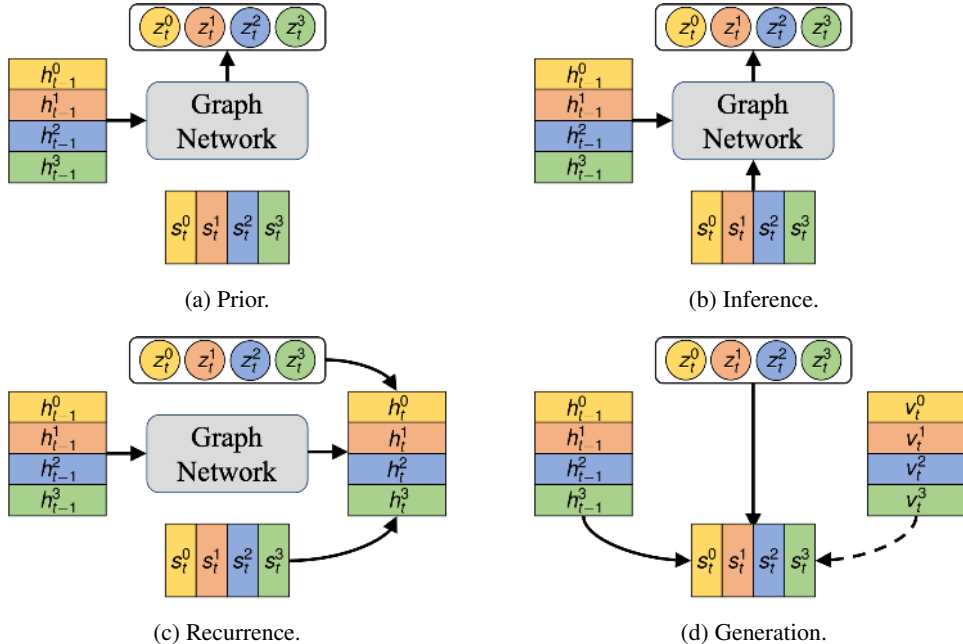 z_t^0 z_t^1 z_t^2 z_t^3
h_{t-1}^0
h_{t-1}^1
h_{t-1}^2
h_{t-1}^3
Graph
Network
s_t^0 s_t^1 s_t^2 s_t^3
(a) Prior.
z_t^0 z_t^1 z_t^2 z_t^3
h_{t-1}^0
h_{t-1}^1
h_{t-1}^2
h_{t-1}^3
Graph
Network
s_t^0 s_t^1 s_t^2 s_t^3
(b) Inference.
z_t^0 z_t^1 z_t^2 z_t^3
h_{t-1}^0
h_{t-1}^1
h_{t-1}^2
h_{t-1}^3
Graph
Network
h_t^0
h_t^1
h_t^2
h_t^3
s_t^0 s_t^1 s_t^2 s_t^3
(c) Recurrence.
z_t^0 z_t^1 z_t^2 z_t^3
h_{t-1}^0
h_{t-1}^1
h_{t-1}^2
h_{t-1}^3
v_t^0
v_t^1
v_t^2
v_t^3
s_t^0 s_t^1 s_t^2 s_t^3
(d) Generation.